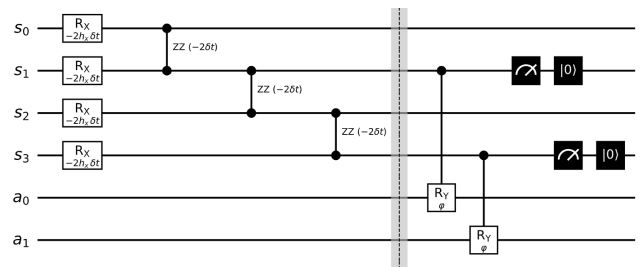 s0
RX
−2hxδt
ZZ (−2δt)
s1
RX
−2hxδt
|0⟩
ZZ (−2δt)
s2
RX
−2hxδt
ZZ (−2δt)
s3
RX
−2hxδt
|0⟩
a0
RY
φ
a1
RY
φ